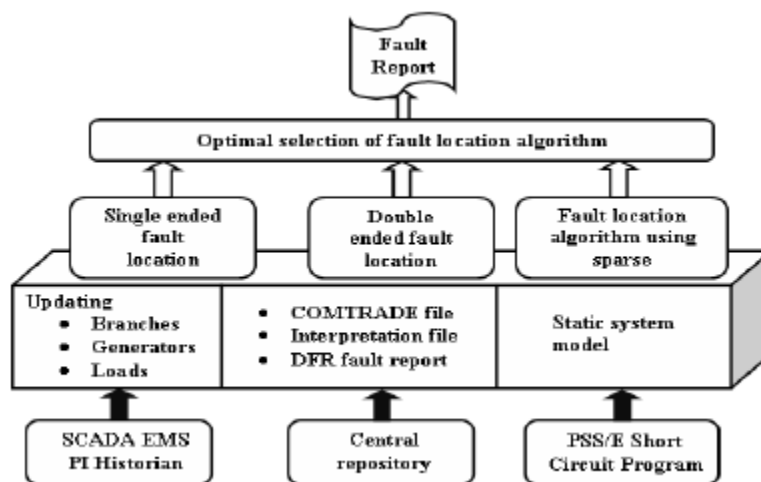 Fault
Report
Optimal selection of fault location algorithm
Single ended
fault
location
Double
ended fault
location
Fault location
algorithm using
sparse
Updating
• Branches
• Generators
• Loads
• COMTRADE file
• Interpretation file
• DFR fault report
Static system
model
SCADA EMS
PI Historian
Central
repository
PSS/E Short
Circuit Program